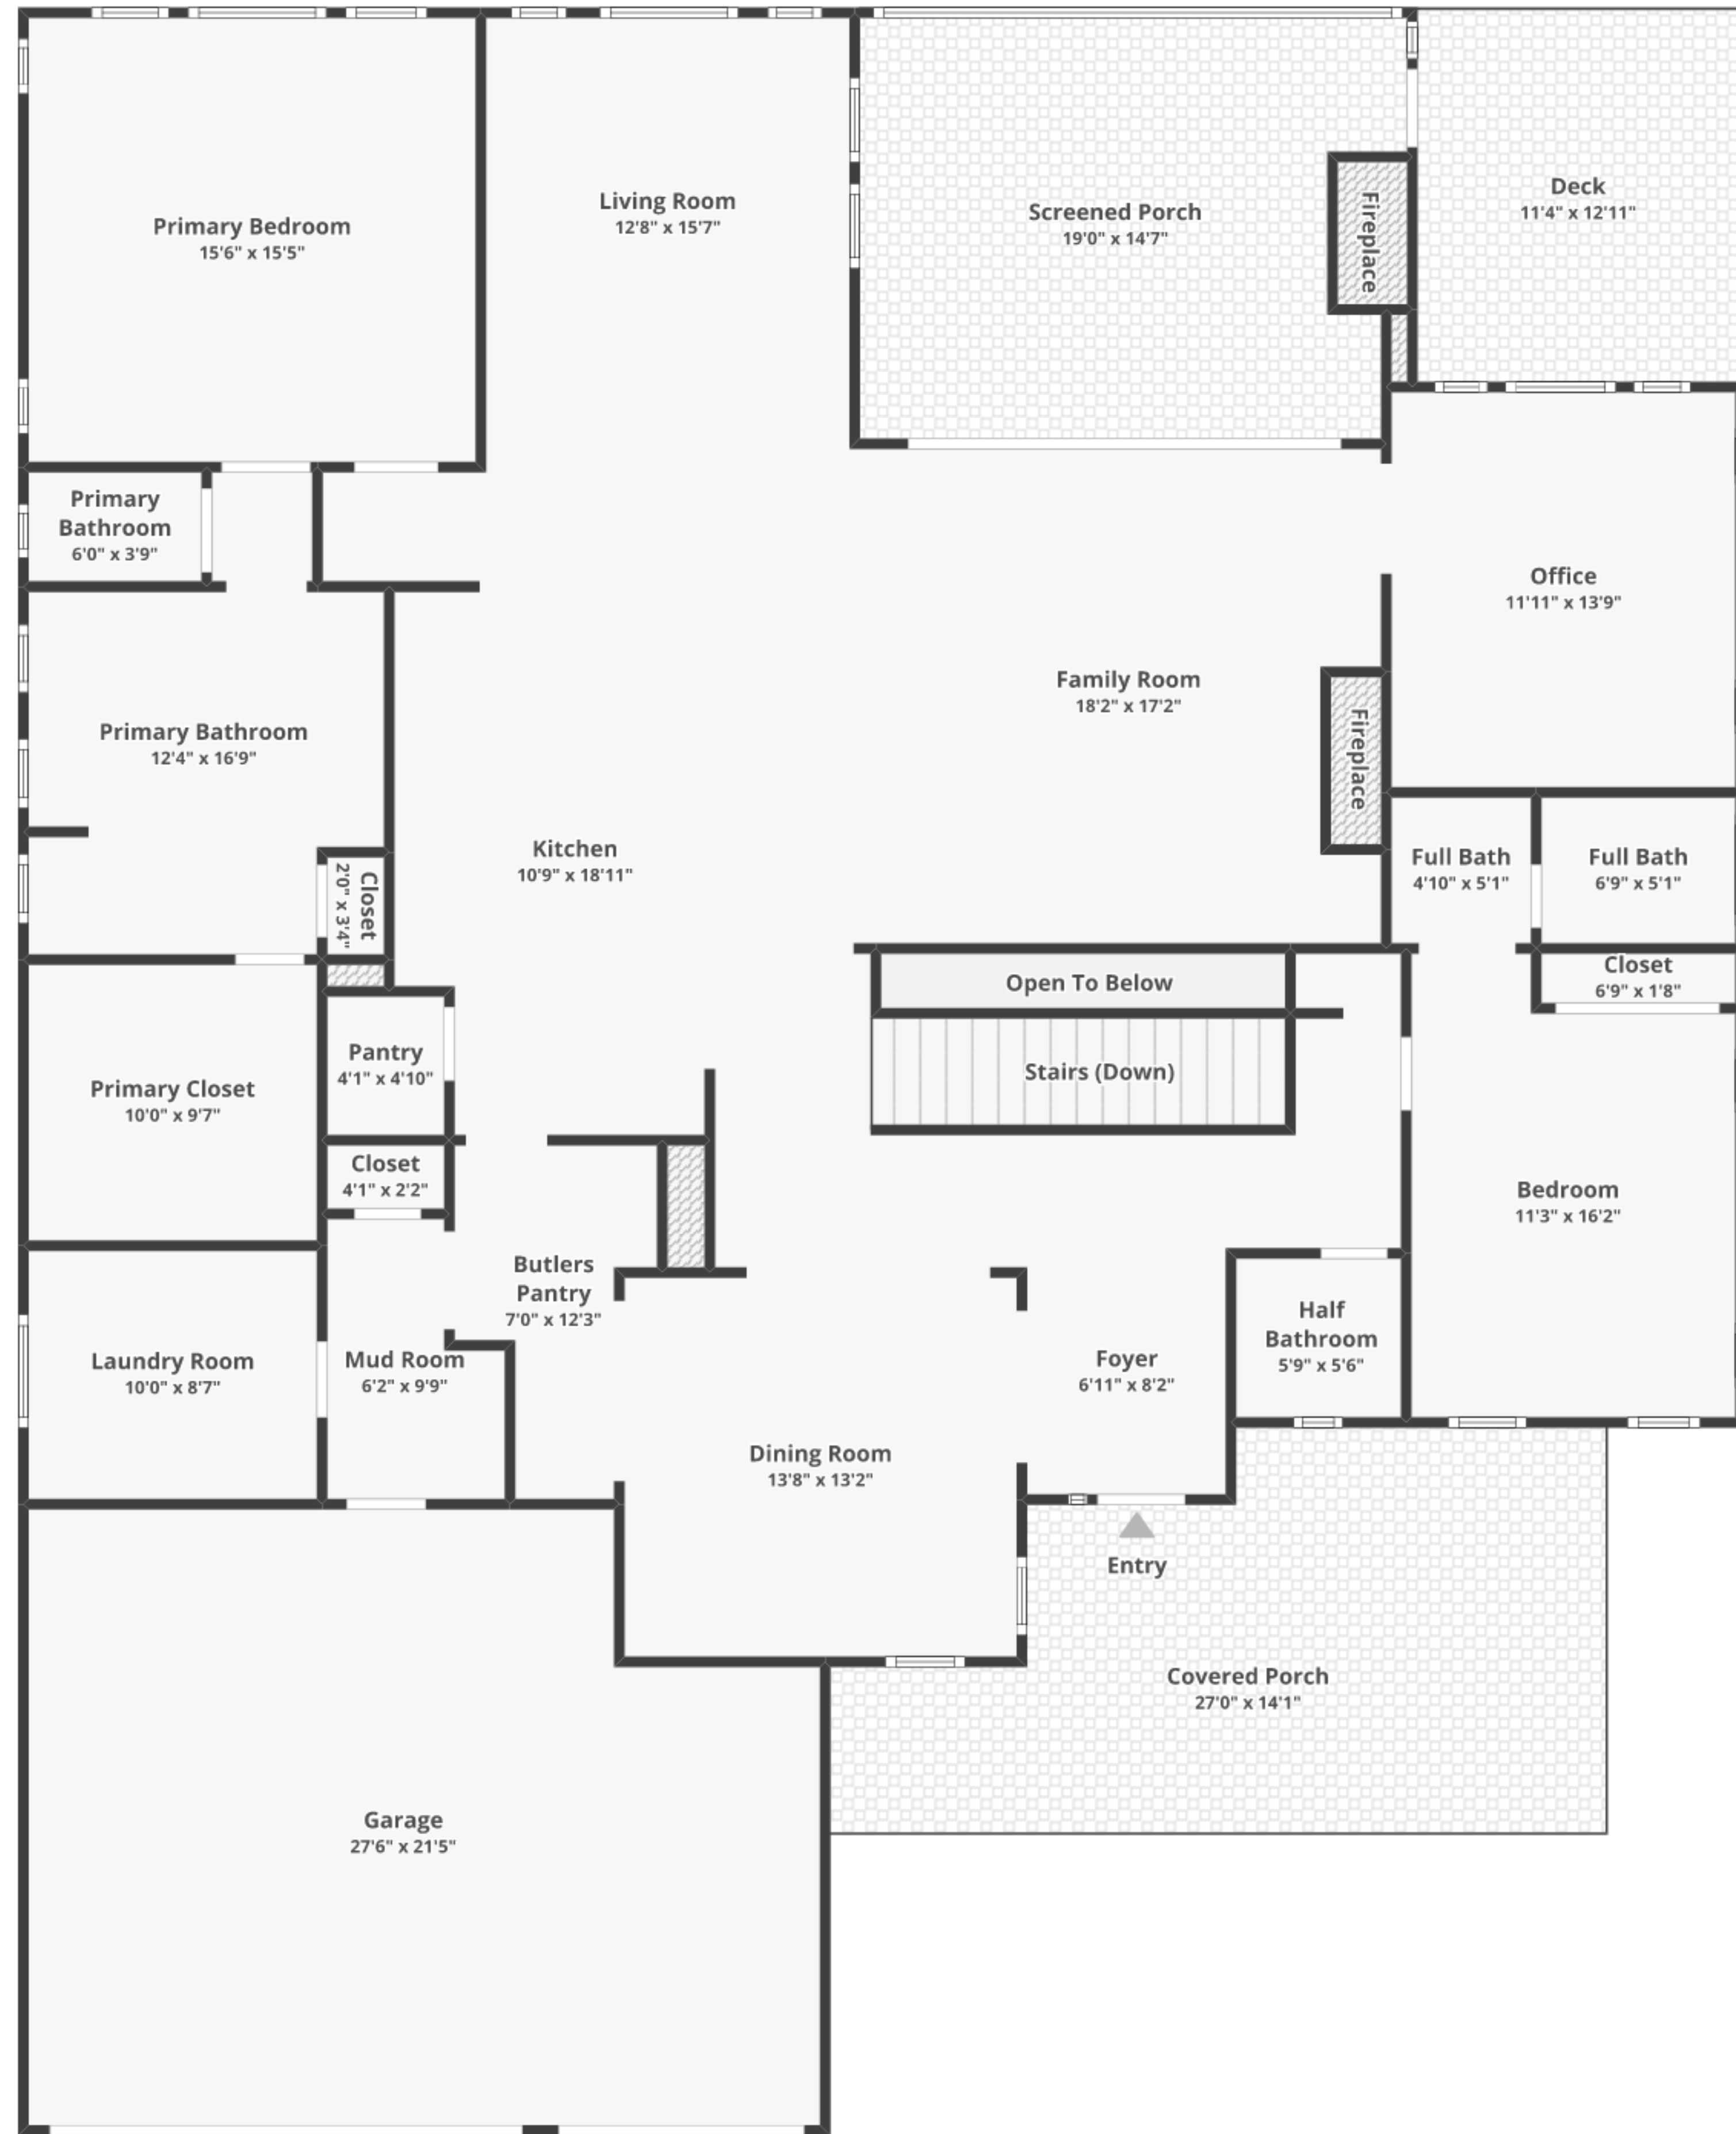 Primary Bedroom
15'6" x 15'5"
Living Room
12'8" x 15'7"
Screened Porch
19'0" x 14'7"
Fireplace
Deck
11'4" x 12'11"
Primary
Bathroom
6'0" x 3'9"
Office
11'11" x 13'9"
Primary Bathroom
12'4" x 16'9"
Family Room
18'2" x 17'2"
Fireplace
Kitchen
10'9" x 18'11"
Closet
2'0" x 3'4"
Full Bath
4'10" x 5'1"
Full Bath
6'9" x 5'1"
Closet
6'9" x 1'8"
Open To Below
Stairs (Down)
Pantry
4'1" x 4'10"
Primary Closet
10'0" x 9'7"
Closet
4'1" x 2'2"
Bedroom
11'3" x 16'2"
Butlers
Pantry
7'0" x 12'3"
Half
Bathroom
5'9" x 5'6"
Laundry Room
10'0" x 8'7"
Mud Room
6'2" x 9'9"
Foyer
6'11" x 8'2"
Dining Room
13'8" x 13'2"
Entry
Covered Porch
27'0" x 14'1"
Garage
27'6" x 21'5"